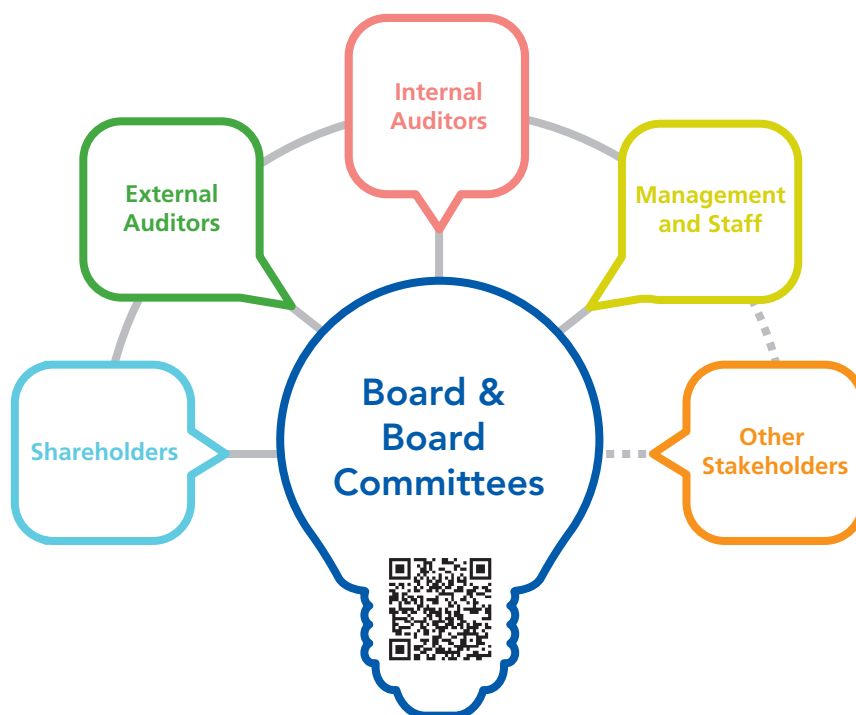 Internal
Auditors
External
Auditors
Management
and Staff
Shareholders
Board &
Board
Committees
Other
Stakeholders